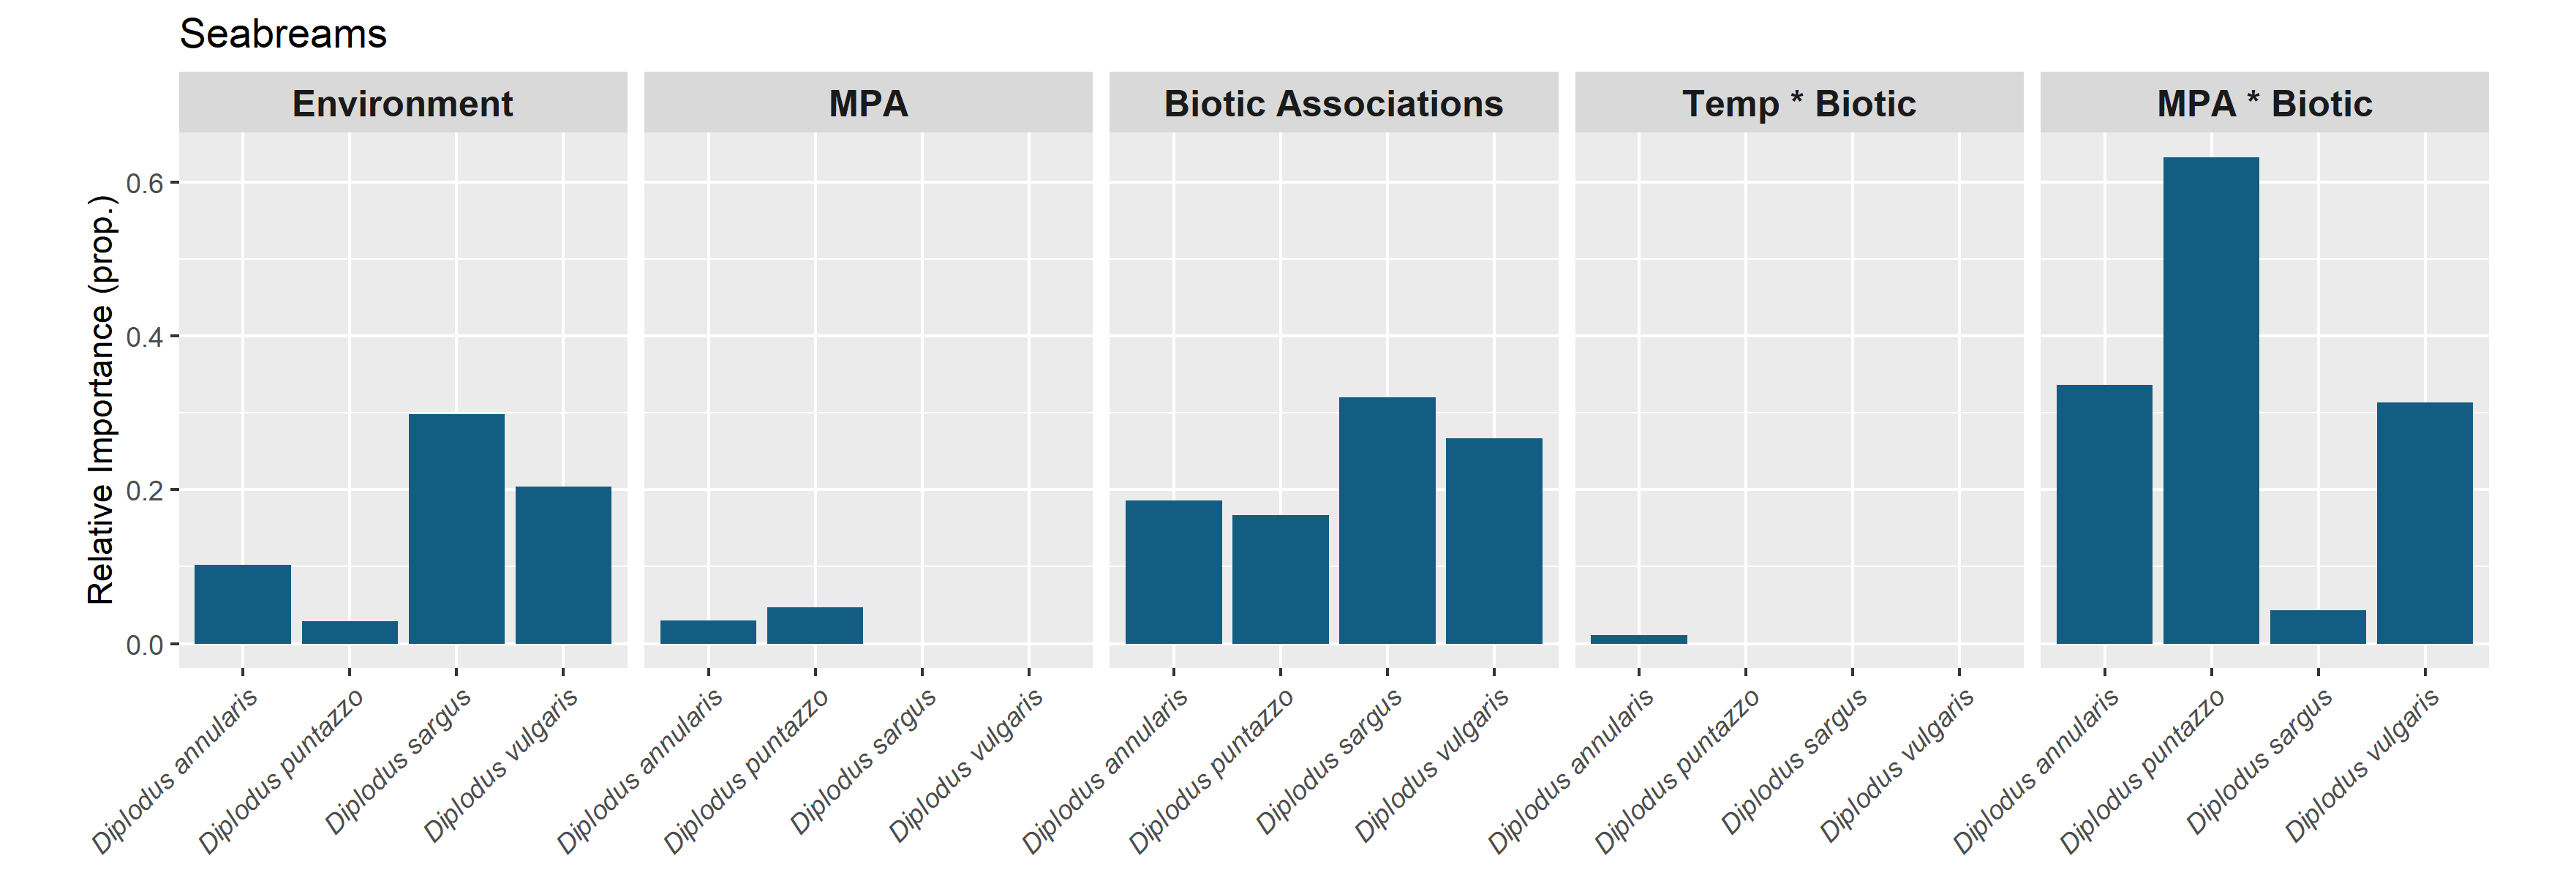 Seabreams
Environment
MPA
Biotic Associations
Temp * Biotic
MPA * Biotic
Relative Importance (prop.)
0.6
0.4
0.2
0.0
Diplodus annularis
Diplodus puntazzo
Diplodus sargus
Diplodus vulgaris
Diplodus annularis
Diplodus puntazzo
Diplodus sargus
Diplodus vulgaris
Diplodus annularis
Diplodus puntazzo
Diplodus sargus
Diplodus vulgaris
Diplodus annularis
Diplodus puntazzo
Diplodus sargus
Diplodus vulgaris
Diplodus annularis
Diplodus puntazzo
Diplodus sargus
Diplodus vulgaris